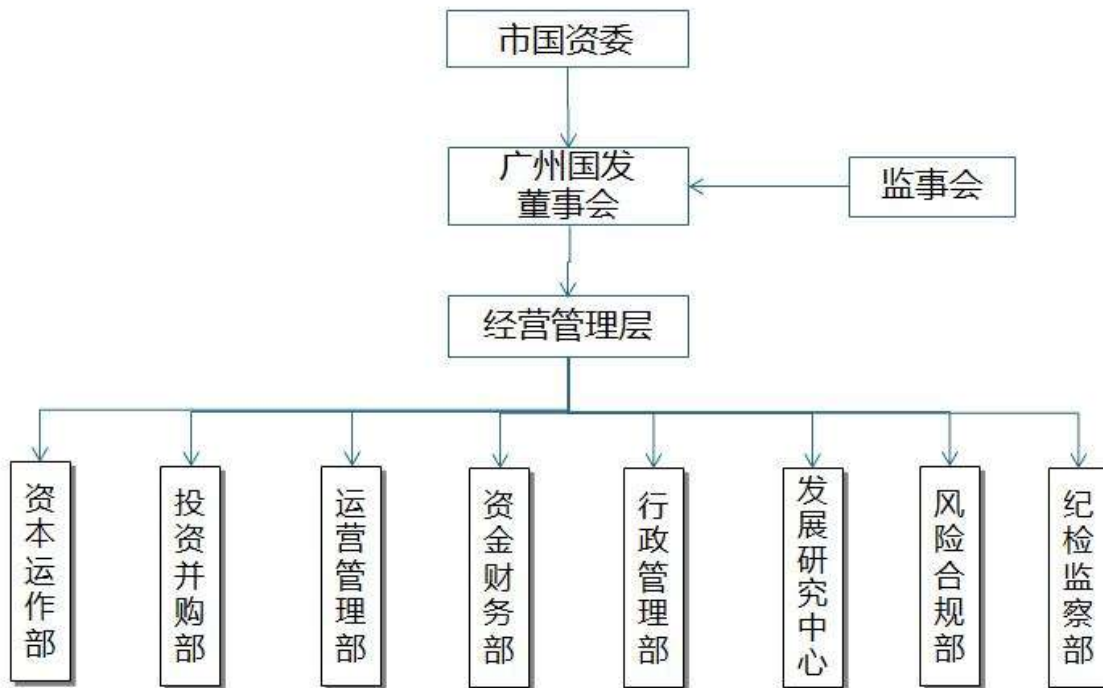 市国资委
广州国发
董事会
监事会
经营管理层
资本运作部
投资并购部
运营管理部
资金财务部
行政管理部
发展研究中心
风险合规部
纪检监察部